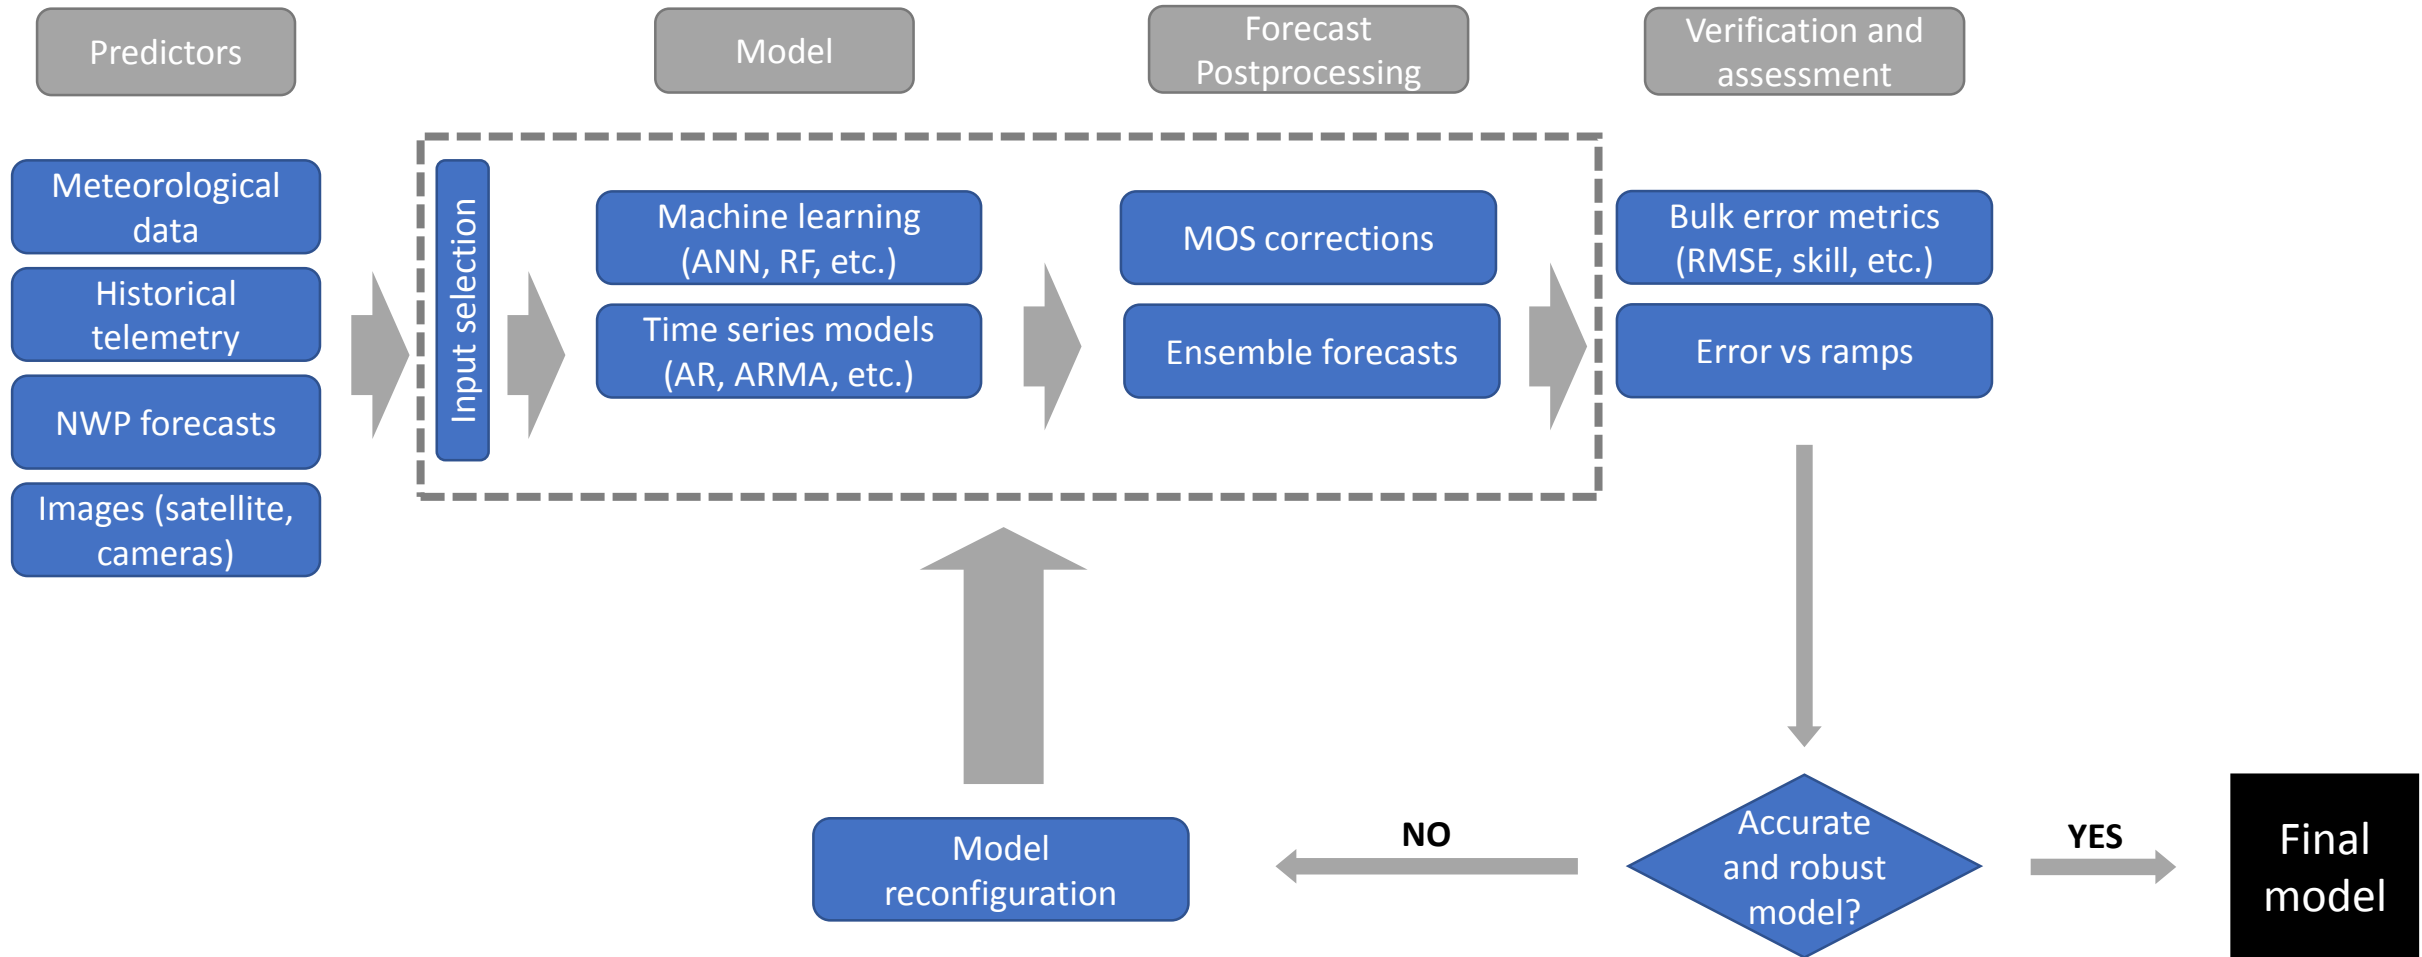 Predictors
Model
Forecast
Postprocessing
Verification and
assessment
Meteorological
data
Historical
telemetry
NWP forecasts
Images (satellite,
cameras)
Input selection
Machine learning
(ANN, RF, etc.)
Time series models
(AR, ARMA, etc.)
MOS corrections
Ensemble forecasts
Bulk error metrics
(RMSE, skill, etc.)
Error vs ramps
Accurate
and robust
model?
NO
YES
Model
reconfiguration
Final
model